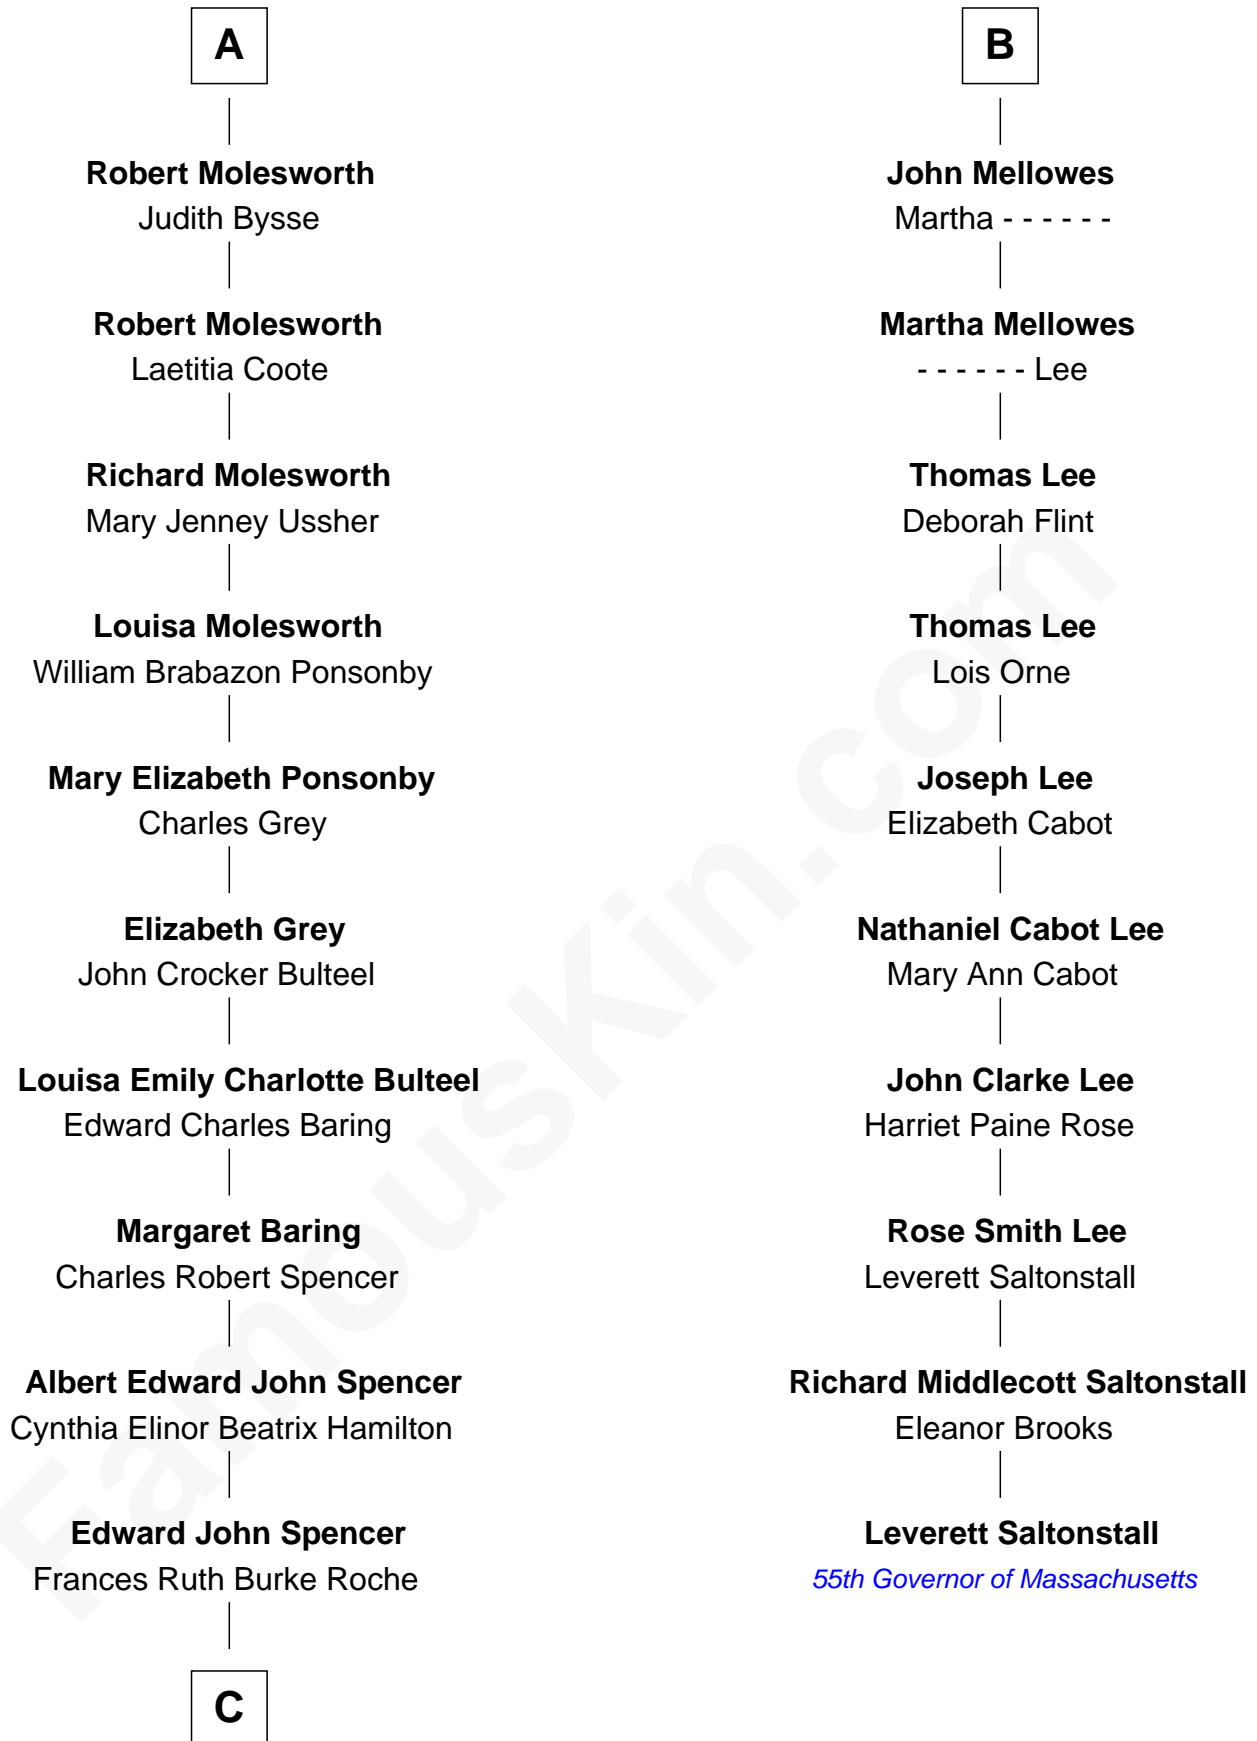 A
Robert Molesworth
Judith Bysse
Robert Molesworth
Laetitia Coote
Richard Molesworth
Mary Jenney Ussher
Louisa Molesworth
William Brabazon Ponsonby
Mary Elizabeth Ponsonby
Charles Grey
Elizabeth Grey
John Crocker Bulteel
Louisa Emily Charlotte Bulteel
Edward Charles Baring
Margaret Baring
Charles Robert Spencer
Albert Edward John Spencer
Cynthia Elinor Beatrix Hamilton
Edward John Spencer
Frances Ruth Burke Roche
C
B
John Mellowes
Martha - - - - - -
Martha Mellowes
- - - - - - Lee
Thomas Lee
Deborah Flint
Thomas Lee
Lois Orne
Joseph Lee
Elizabeth Cabot
Nathaniel Cabot Lee
Mary Ann Cabot
John Clarke Lee
Harriet Paine Rose
Rose Smith Lee
Leverett Saltonstall
Richard Middlecott Saltonstall
Eleanor Brooks
Leverett Saltonstall
55th Governor of Massachusetts
FamousKin.com